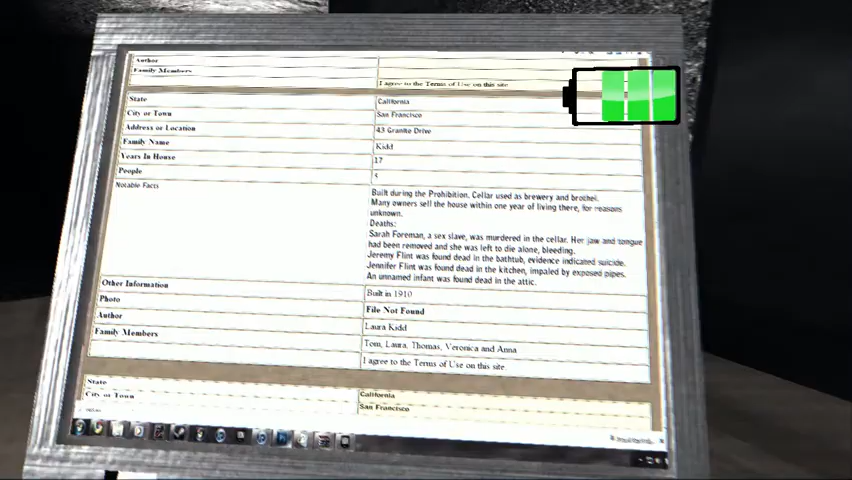 Author
Family Members
I agree to the Terms of Use on this site
State California
City or Town San Francisco
Address or Location 43 Granite Drive
Family Name Kidd
Years In House 17
People
Notable Facts Built during the Prohibition. Cellar used as brewery and brothel.
Many owners sell the house within one year of living there, for reasons
unknown.
Deaths:
Sarah Foreman, a sex slave, was murdered in the cellar. Her jaw and tongue
had been removed and she was left to die alone, bleeding.
Jeremy Flint was found dead in the bathtub, evidence indicated suicide.
Jennifer Flint was found dead in the kitchen, impaled by exposed pipes.
An unnamed infant was found dead in the attic.
Other Information Built in 1910
Photo File Not Found
Author Laura Kidd
Family Members Tom, Laura, Thomas, Veronica and Anna
I agree to the Terms of Use on this site.
State California
City or Town San Francisco